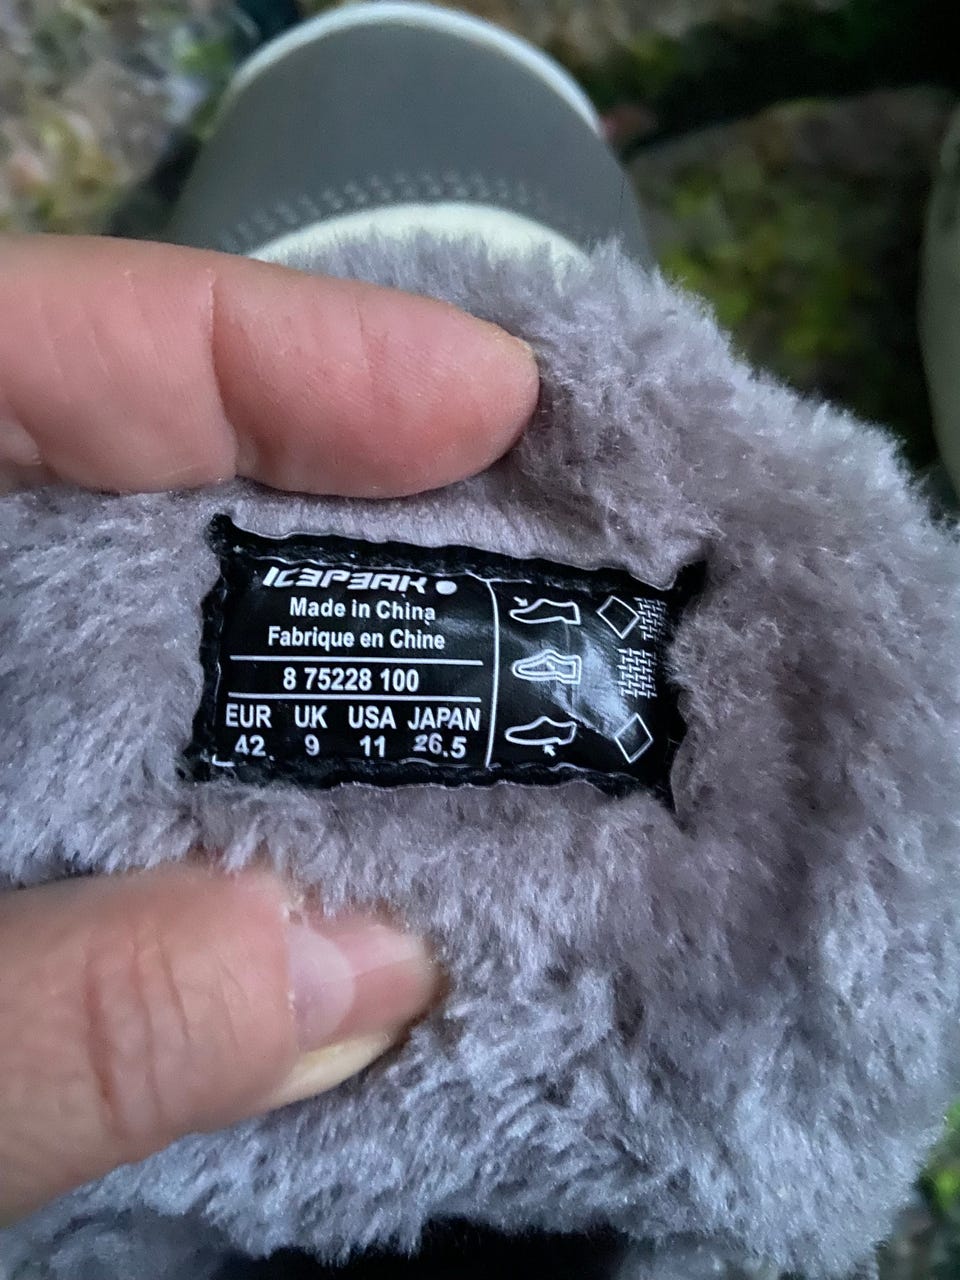 ICEPEAK
Made in China
Fabrique en Chine
8 75228 100
EUR UK USA JAPAN
42 9 11 26.5